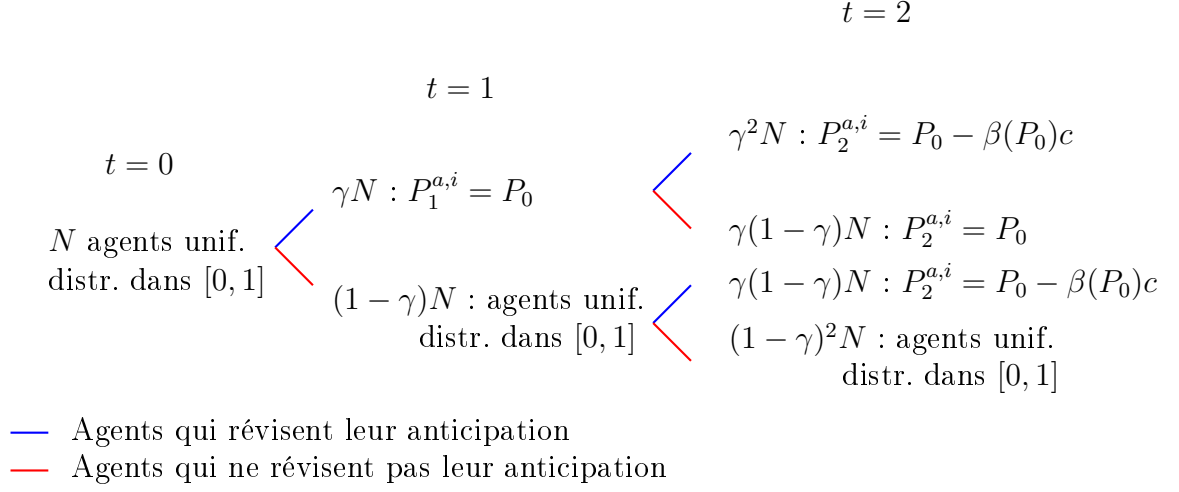 t = 2
t = 1
t = 0
γ²N : P₂^{a,i} = P₀ − β(P₀)c
γN : P₁^{a,i} = P₀
γ(1 − γ)N : P₂^{a,i} = P₀
N agents unif.
distr. dans [0, 1]
γ(1 − γ)N : P₂^{a,i} = P₀ − β(P₀)c
(1 − γ)N : agents unif.
distr. dans [0, 1]
(1 − γ)²N : agents unif.
distr. dans [0, 1]
Agents qui révisent leur anticipation
Agents qui ne révisent pas leur anticipation